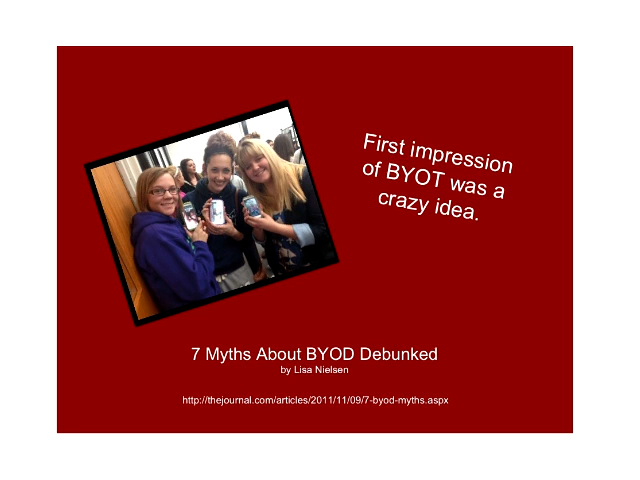 First impression
of BYOT was a
crazy idea.
7 Myths About BYOD Debunked
by Lisa Nielsen
http://thejournal.com/articles/2011/11/09/7-byod-myths.aspx